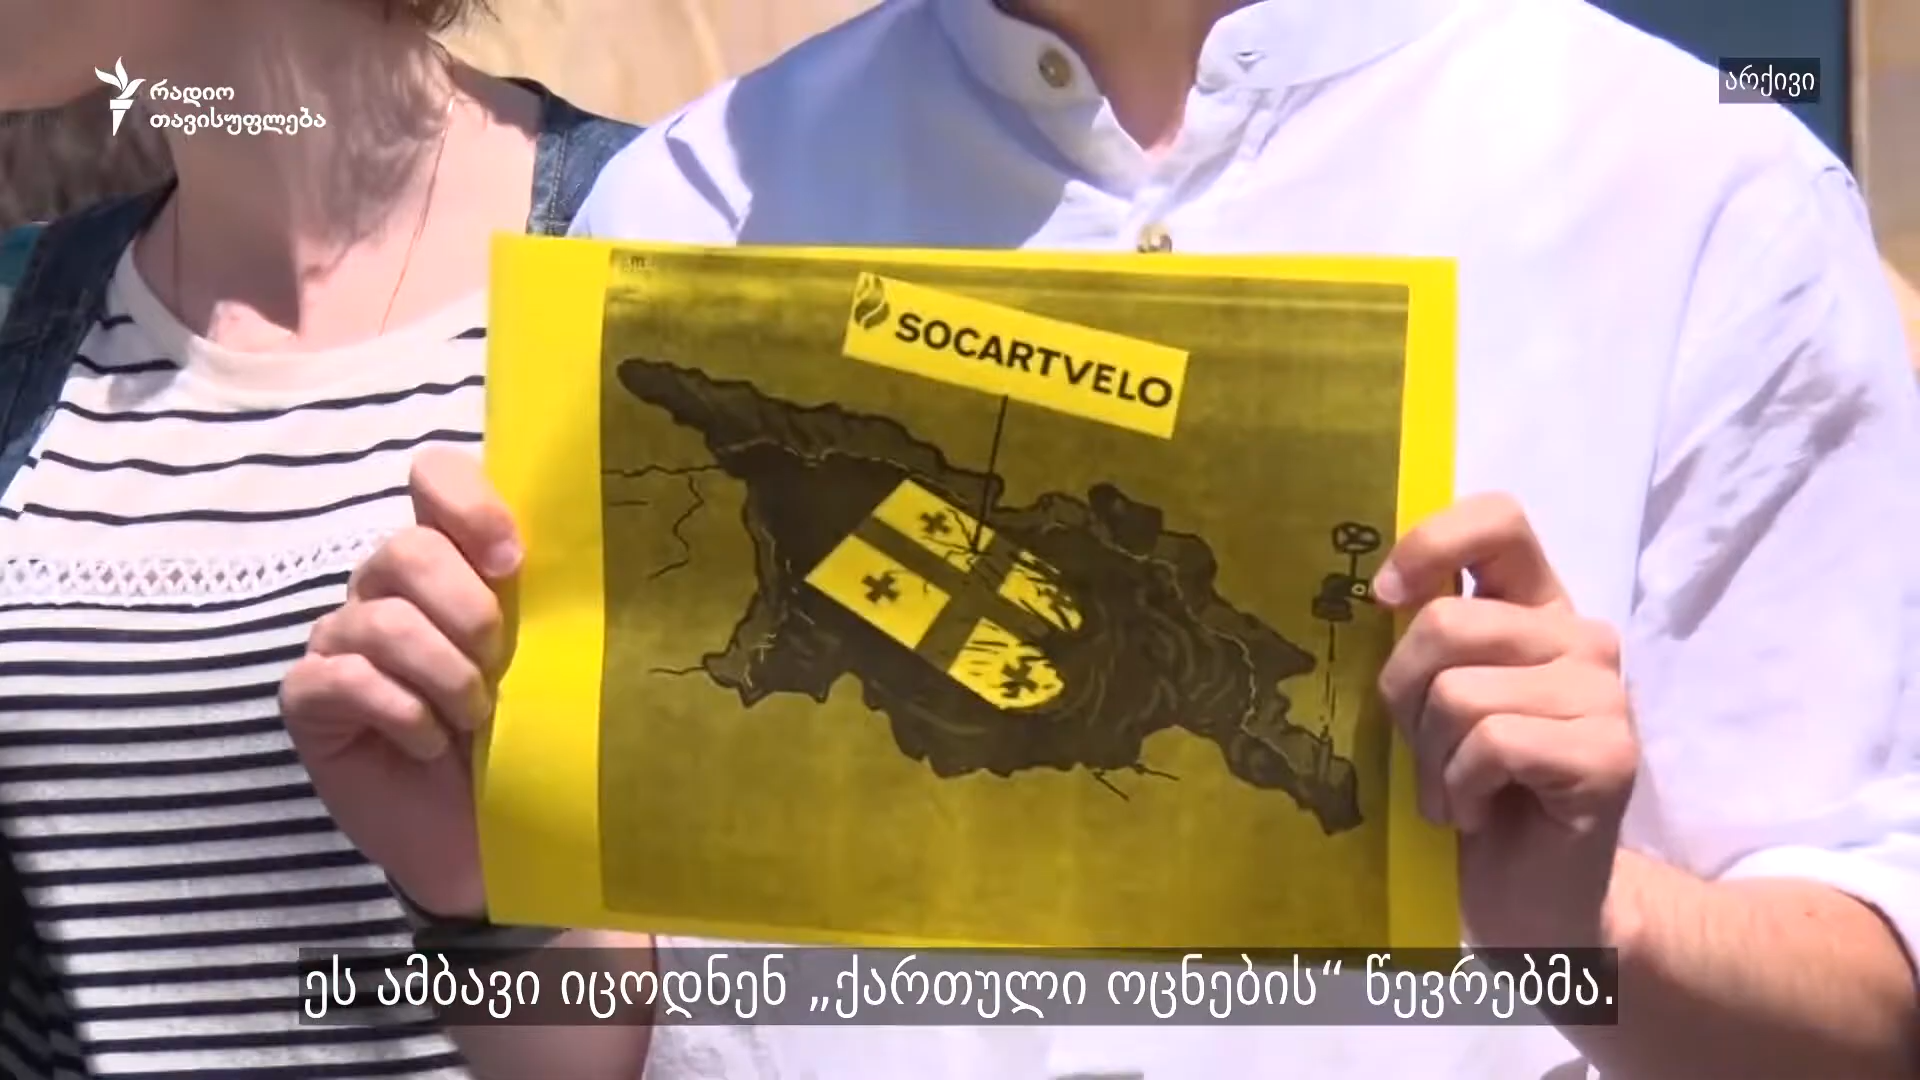 რადიო
თავისუფლება
არქივი
SOCARTVELO
ეს ამბავი იცოდნენ „ქართული ოცნების“ წევრებმა.